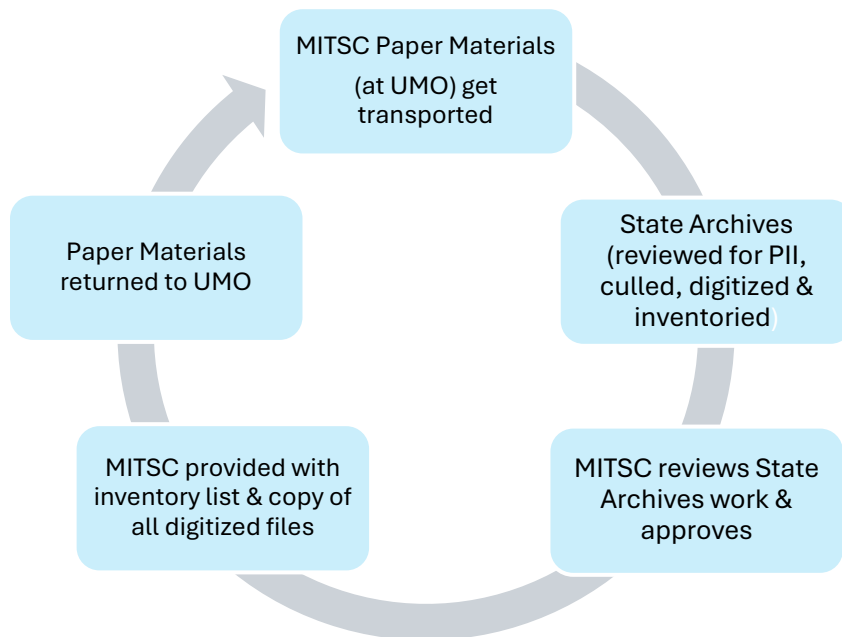 MITSC Paper Materials
(at UMO) get
transported
State Archives
(reviewed for PII,
culled, digitized &
inventoried)
MITSC reviews State
Archives work &
approves
MITSC provided with
inventory list & copy of
all digitized files
Paper Materials
returned to UMO